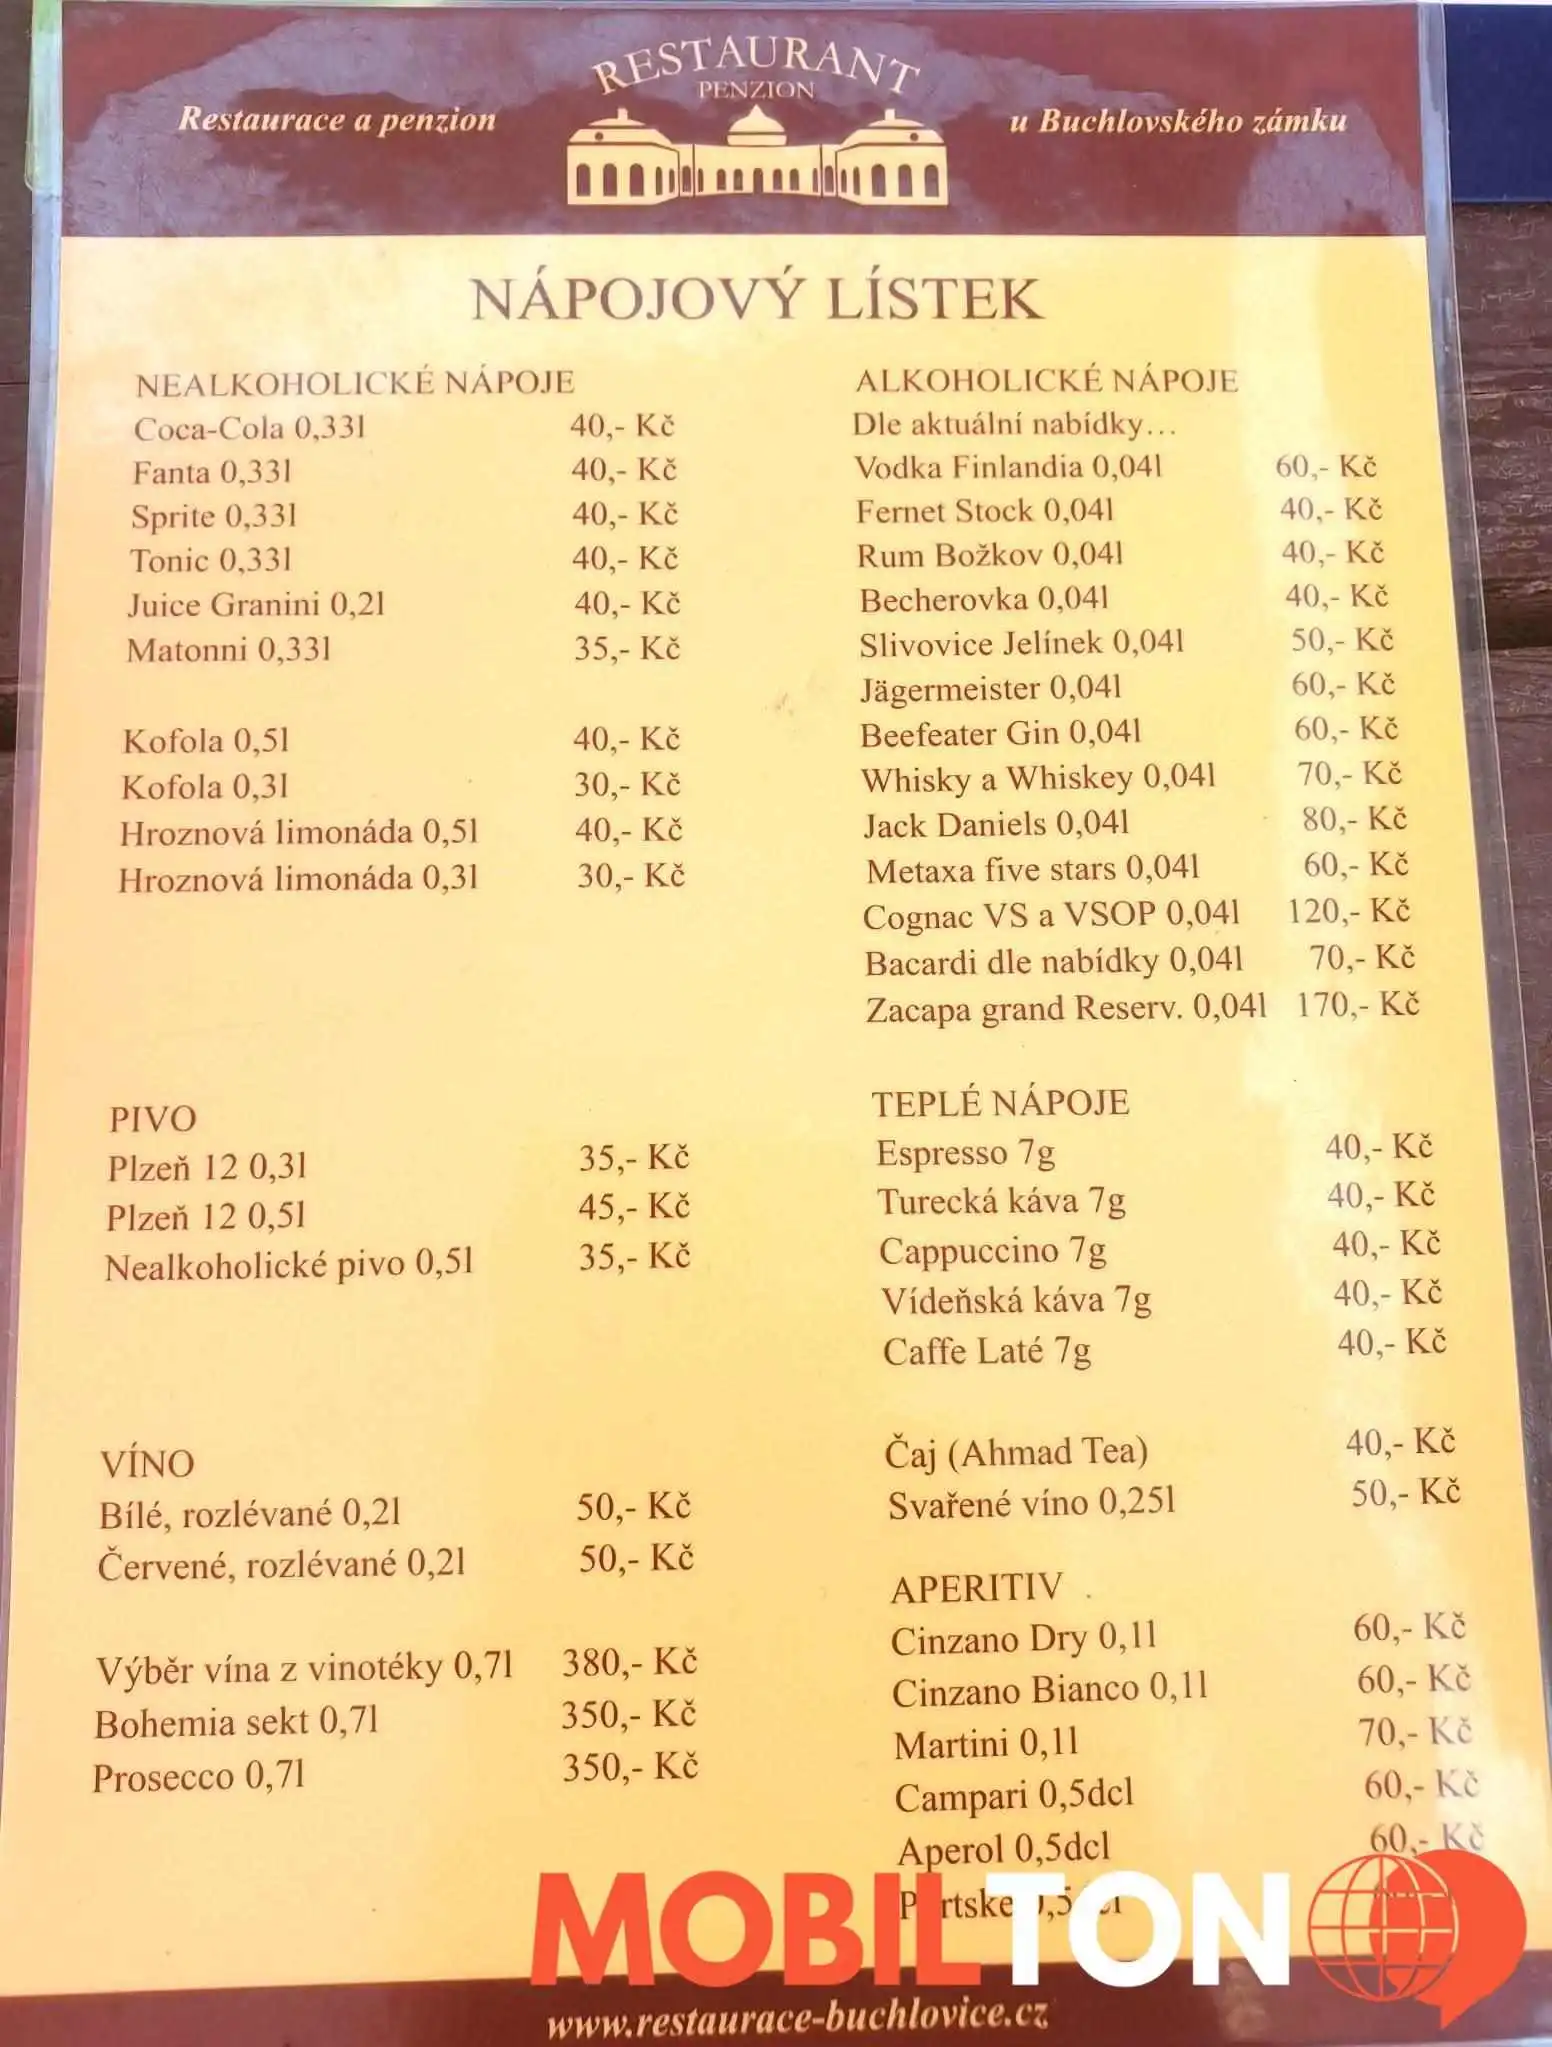 RESTAURANT
PENZION
Restaurace a penzion
u Buchlovského zámku
NÁPOJOVÝ LÍSTEK
NEALKOHOLICKÉ NÁPOJE
Coca-Cola 0,33l 40,- Kč
Fanta 0,33l 40,- Kč
Sprite 0,33l 40,- Kč
Tonic 0,33l 40,- Kč
Juice Granini 0,2l 40,- Kč
Matonni 0,33l 35,- Kč
Kofola 0,5l 40,- Kč
Kofola 0,3l 30,- Kč
Hroznová limonáda 0,5l 40,- Kč
Hroznová limonáda 0,3l 30,- Kč
PIVO
Plzeň 12 0,3l 35,- Kč
Plzeň 12 0,5l 45,- Kč
Nealkoholické pivo 0,5l 35,- Kč
VÍNO
Bílé, rozlévané 0,2l 50,- Kč
Červené, rozlévané 0,2l 50,- Kč
Výběr vína z vinotéky 0,7l 380,- Kč
Bohemia sekt 0,7l 350,- Kč
Prosecco 0,7l 350,- Kč
ALKOHOLICKÉ NÁPOJE
Dle aktuální nabídky...
Vodka Finlandia 0,04l 60,- Kč
Fernet Stock 0,04l 40,- Kč
Rum Božkov 0,04l 40,- Kč
Becherovka 0,04l 40,- Kč
Slivovice Jelínek 0,04l 50,- Kč
Jägermeister 0,04l 60,- Kč
Beefeater Gin 0,04l 60,- Kč
Whisky a Whiskey 0,04l 70,- Kč
Jack Daniels 0,04l 80,- Kč
Metaxa five stars 0,04l 60,- Kč
Cognac VS a VSOP 0,04l 120,- Kč
Bacardi dle nabídky 0,04l 70,- Kč
Zacapa grand Reserv. 0,04l 170,- Kč
TEPLÉ NÁPOJE
Espresso 7g 40,- Kč
Turecká káva 7g 40,- Kč
Cappuccino 7g 40,- Kč
Vídeňská káva 7g 40,- Kč
Caffe Laté 7g 40,- Kč
Čaj (Ahmad Tea) 40,- Kč
Svařené víno 0,25l 50,- Kč
APERITIV
Cinzano Dry 0,1l 60,- Kč
Cinzano Bianco 0,1l 60,- Kč
Martini 0,1l 70,- Kč
Campari 0,5dcl 60,- Kč
Aperol 0,5dcl 60,- Kč
MOBILTON
www.restaurace-buchlovice.cz